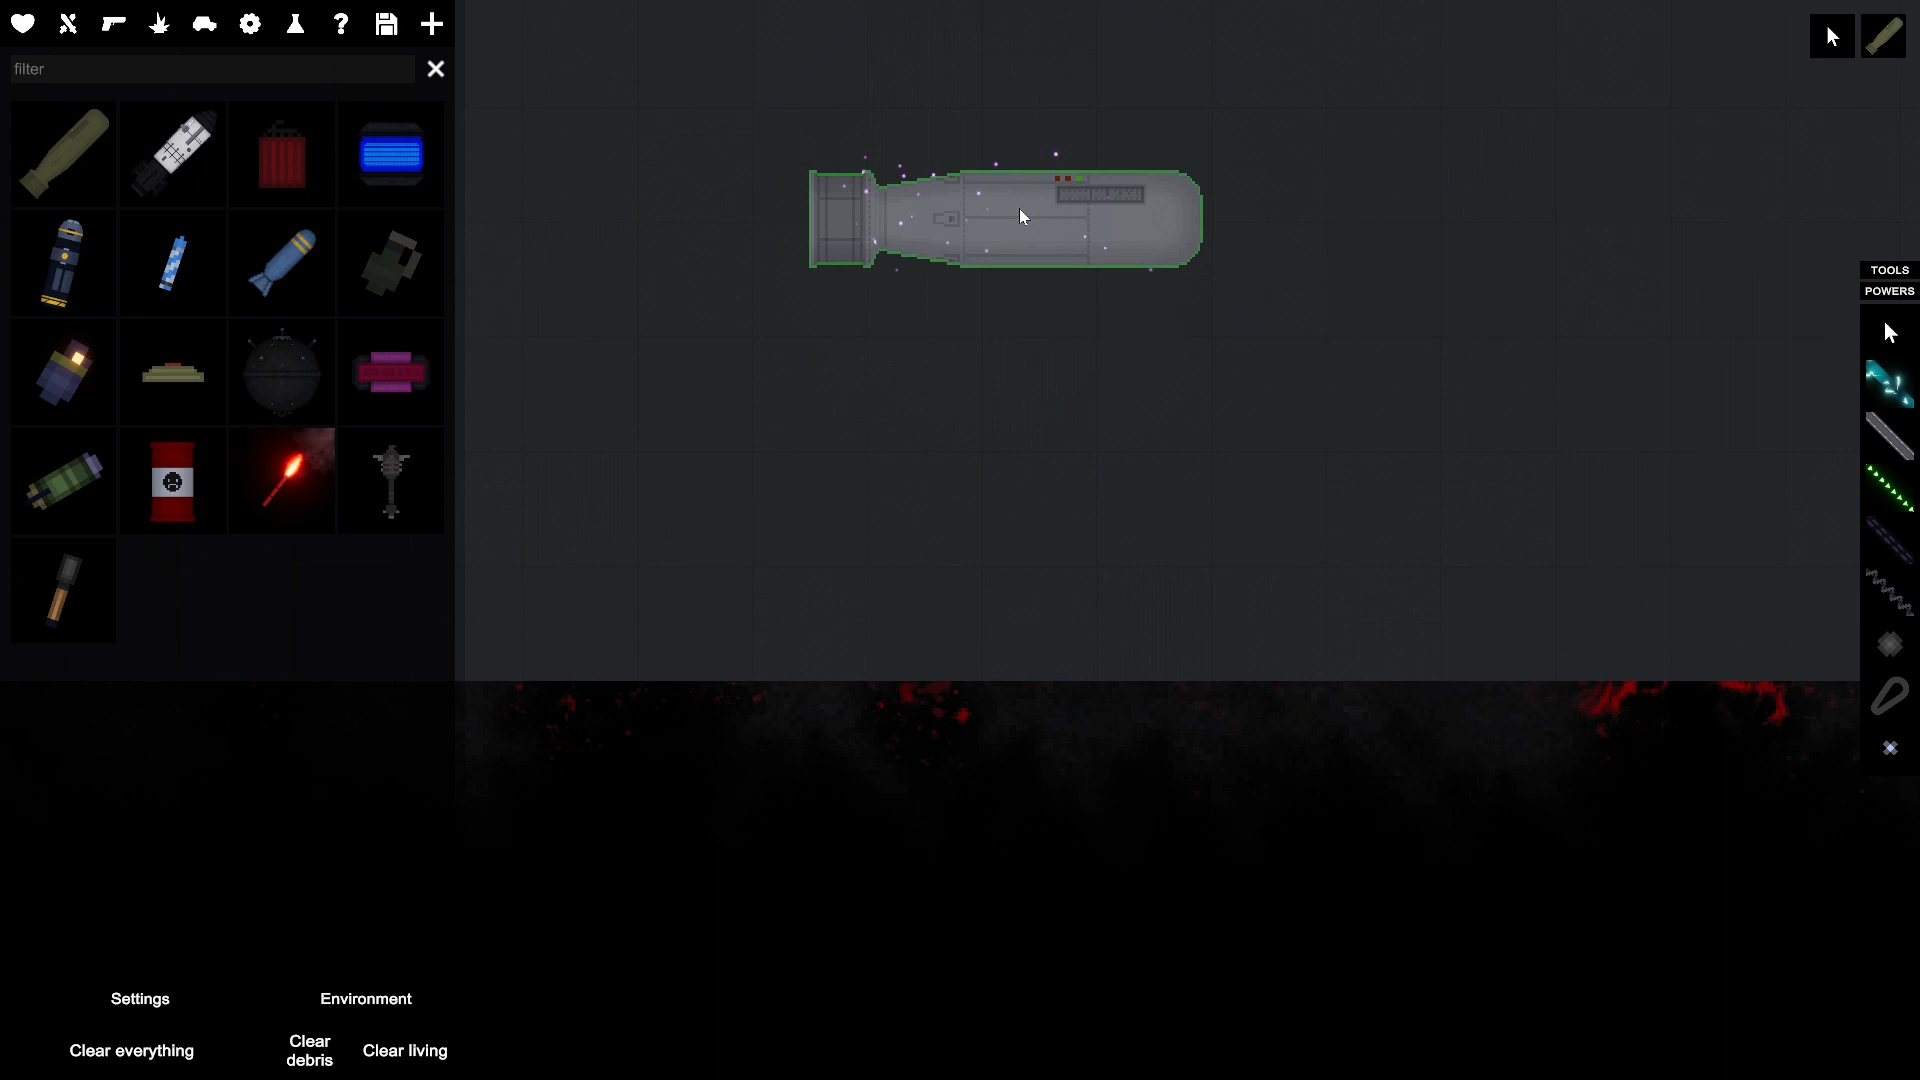 filter
TOOLS
POWERS
Settings
Environment
Clear everything
Clear
debris
Clear living